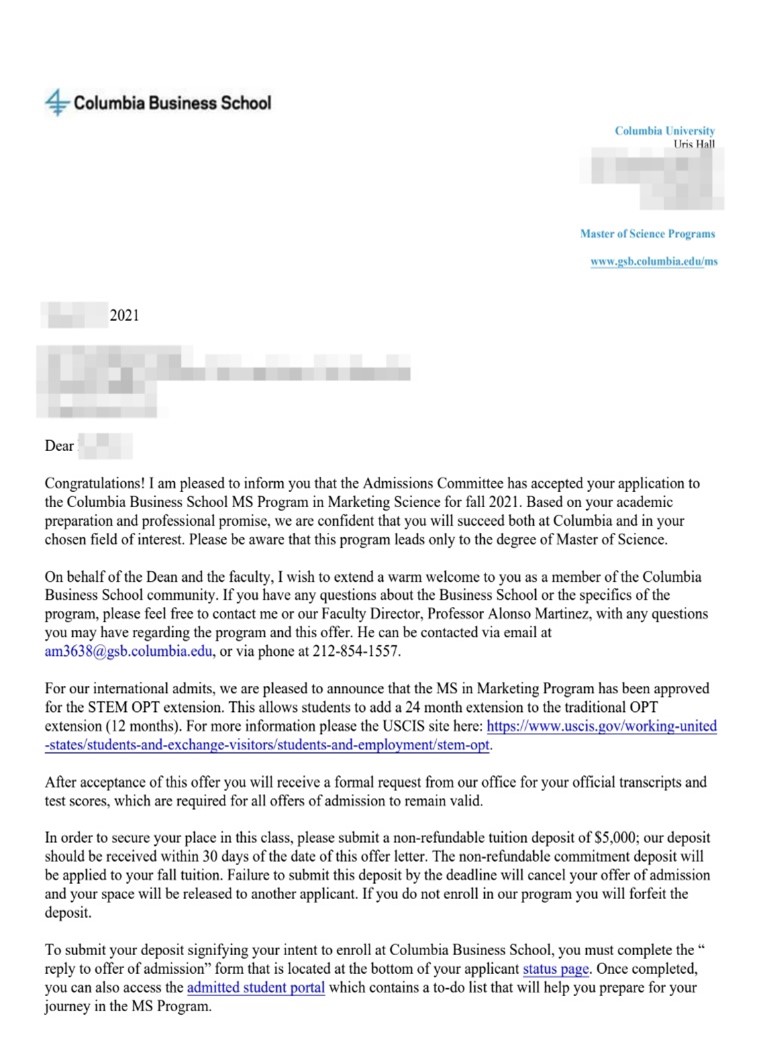 Columbia Business School
Columbia University
Uris Hall
Master of Science Programs
www.gsb.columbia.edu/ms
2021
Dear
Congratulations! I am pleased to inform you that the Admissions Committee has accepted your application to
the Columbia Business School MS Program in Marketing Science for fall 2021. Based on your academic
preparation and professional promise, we are confident that you will succeed both at Columbia and in your
chosen field of interest. Please be aware that this program leads only to the degree of Master of Science.
On behalf of the Dean and the faculty, I wish to extend a warm welcome to you as a member of the Columbia
Business School community. If you have any questions about the Business School or the specifics of the
program, please feel free to contact me or our Faculty Director, Professor Alonso Martinez, with any questions
you may have regarding the program and this offer. He can be contacted via email at
am3638@gsb.columbia.edu, or via phone at 212-854-1557.
For our international admits, we are pleased to announce that the MS in Marketing Program has been approved
for the STEM OPT extension. This allows students to add a 24 month extension to the traditional OPT
extension (12 months). For more information please the USCIS site here: https://www.uscis.gov/working-united
-states/students-and-exchange-visitors/students-and-employment/stem-opt.
After acceptance of this offer you will receive a formal request from our office for your official transcripts and
test scores, which are required for all offers of admission to remain valid.
In order to secure your place in this class, please submit a non-refundable tuition deposit of $5,000; our deposit
should be received within 30 days of the date of this offer letter. The non-refundable commitment deposit will
be applied to your fall tuition. Failure to submit this deposit by the deadline will cancel your offer of admission
and your space will be released to another applicant. If you do not enroll in our program you will forfeit the
deposit.
To submit your deposit signifying your intent to enroll at Columbia Business School, you must complete the “
reply to offer of admission” form that is located at the bottom of your applicant status page. Once completed,
you can also access the admitted student portal which contains a to-do list that will help you prepare for your
journey in the MS Program.